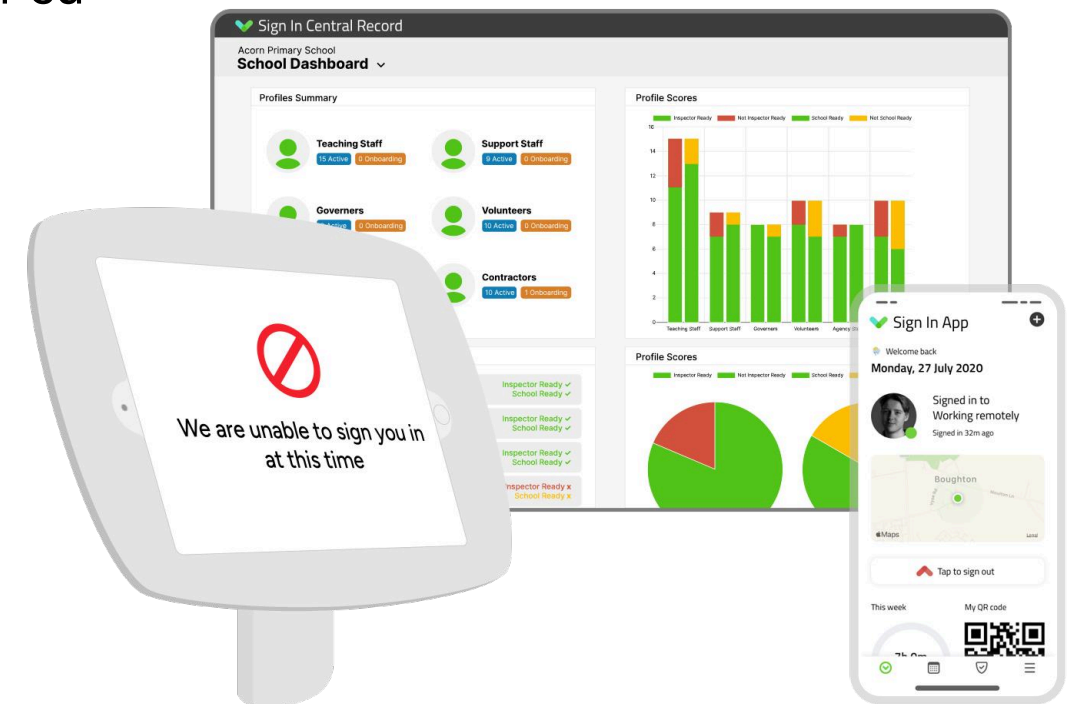 Sign In Central Record
Acorn Primary School
School Dashboard
Profiles Summary
Teaching Staff
15 Active 0 Onboarding
Support Staff
9 Active 0 Onboarding
Governers
Active 0 Onboarding
Volunteers
10 Active 0 Onboarding
Contractors
10 Active 1 Onboarding
Inspector Ready ✓
School Ready ✓
Inspector Ready ✓
School Ready ✓
Inspector Ready ✓
School Ready ✓
Inspector Ready x
School Ready x
Profile Scores
Inspector Ready Not Inspector Ready School Ready Not School Ready
16
14
12
10
8
6
4
2
0
Teaching Staff Support Staff Governers Volunteers Agency
Profile Scores
Inspector Ready Not Inspector Ready School Ready
We are unable to sign you in
at this time
Sign In App
Welcome back
Monday, 27 July 2020
Signed in to
Working remotely
Signed in 32m ago
Boughton
Maps
Legal
Tap to sign out
This week My QR code